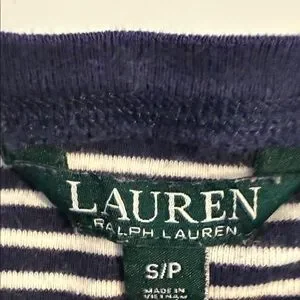 LAUREN
RALPH LAUREN
S/P
MADE IN
VIETNAM